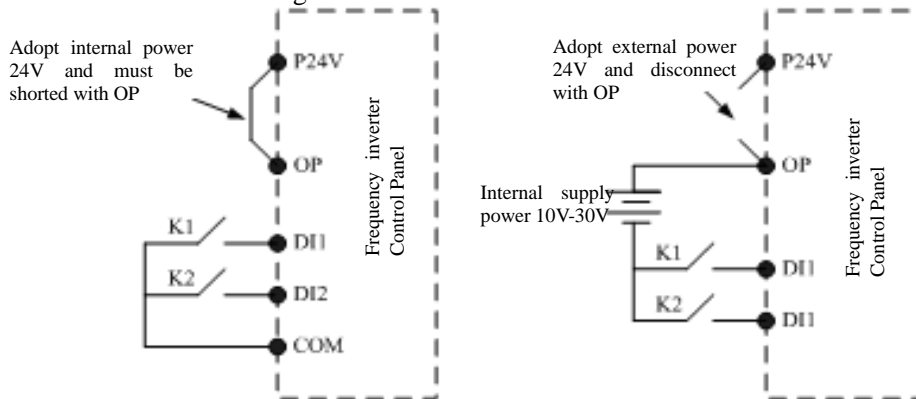 Adopt internal power
24V and must be
shorted with OP
P24V
OP
K1
DI1
K2
DI2
COM
Frequency inverter
Control Panel
Adopt external power
24V and disconnect
with OP
P24V
OP
Internal supply
power 10V-30V
K1
DI1
K2
DI1
Frequency inverter
Control Panel